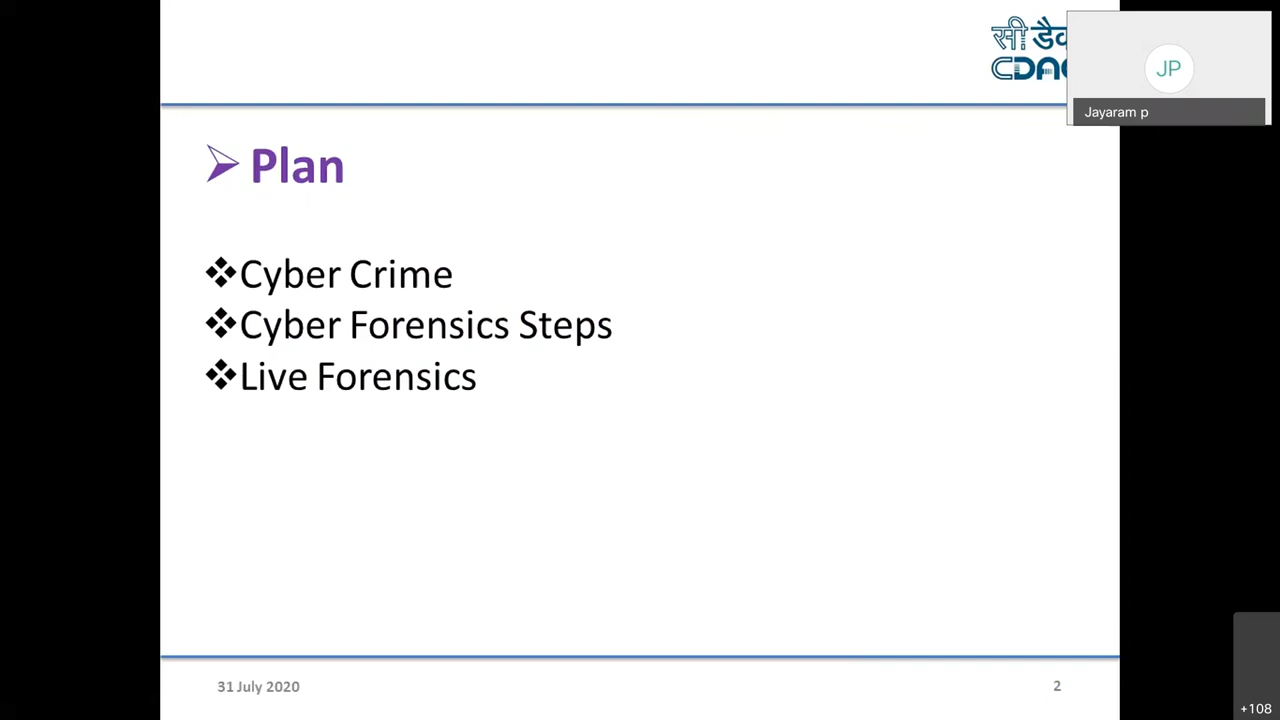 सी डैक
CDAC
JP
Jayaram p
Plan
Cyber Crime
Cyber Forensics Steps
Live Forensics
31 July 2020
2
+108